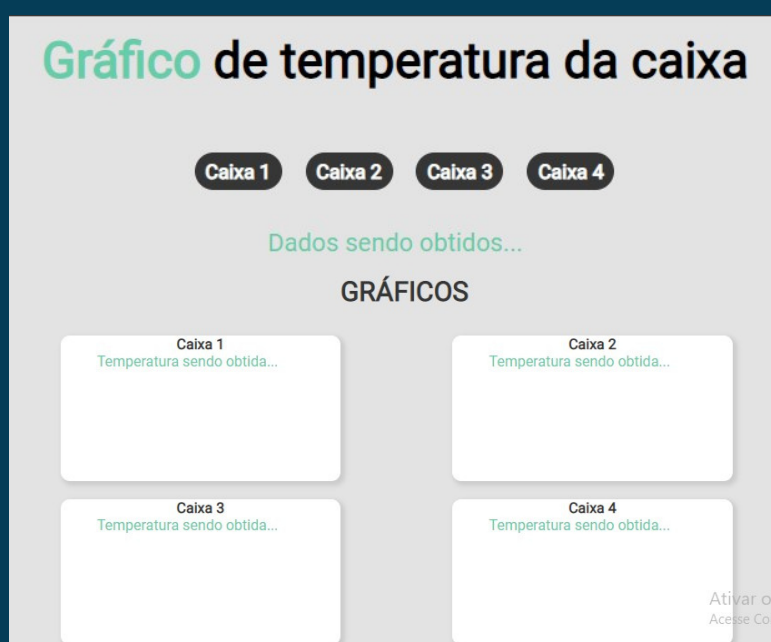 Gráfico de temperatura da caixa
Caixa 1 Caixa 2 Caixa 3 Caixa 4
Dados sendo obtidos...
GRÁFICOS
Caixa 1
Temperatura sendo obtida...
Caixa 2
Temperatura sendo obtida...
Caixa 3
Temperatura sendo obtida...
Caixa 4
Temperatura sendo obtida...
Ativar o
Acesse Co